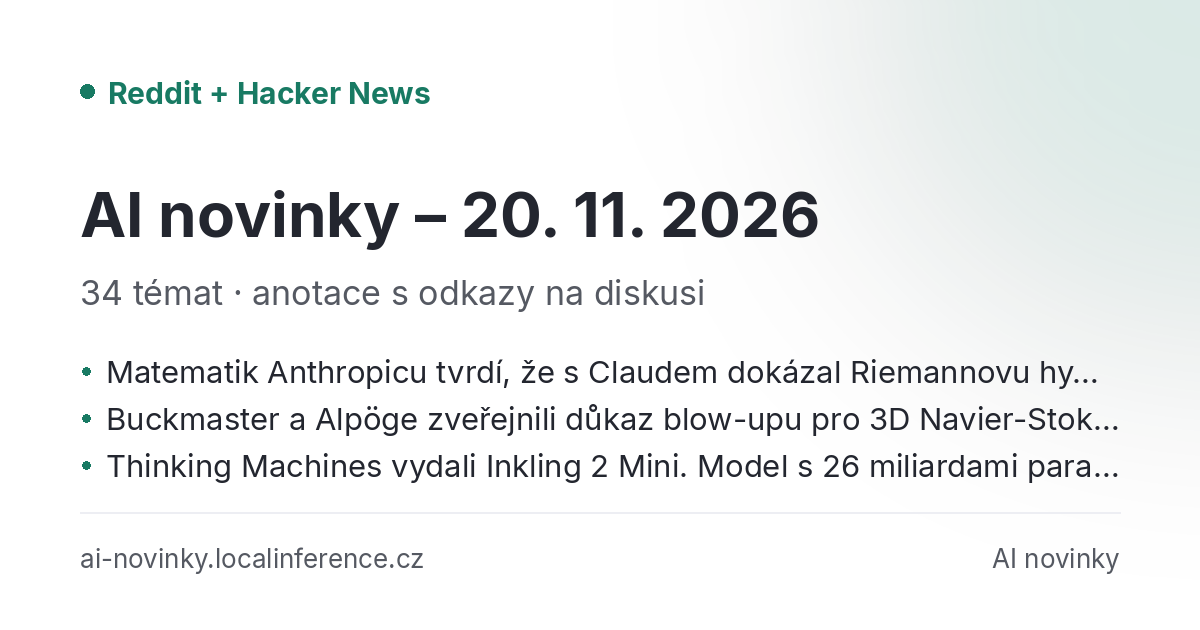 Reddit + Hacker News
AI novinky – 20. 11. 2026
34 témat · anotace s odkazy na diskusi
• Matematik Anthropicu tvrdí, že s Claudem dokázal Riemannovu hy...
• Buckmaster a Alpöge zveřejnili důkaz blow-upu pro 3D Navier-Stok...
• Thinking Machines vydali Inkling 2 Mini. Model s 26 miliardami para...
ai-novinky.localinference.cz
AI novinky